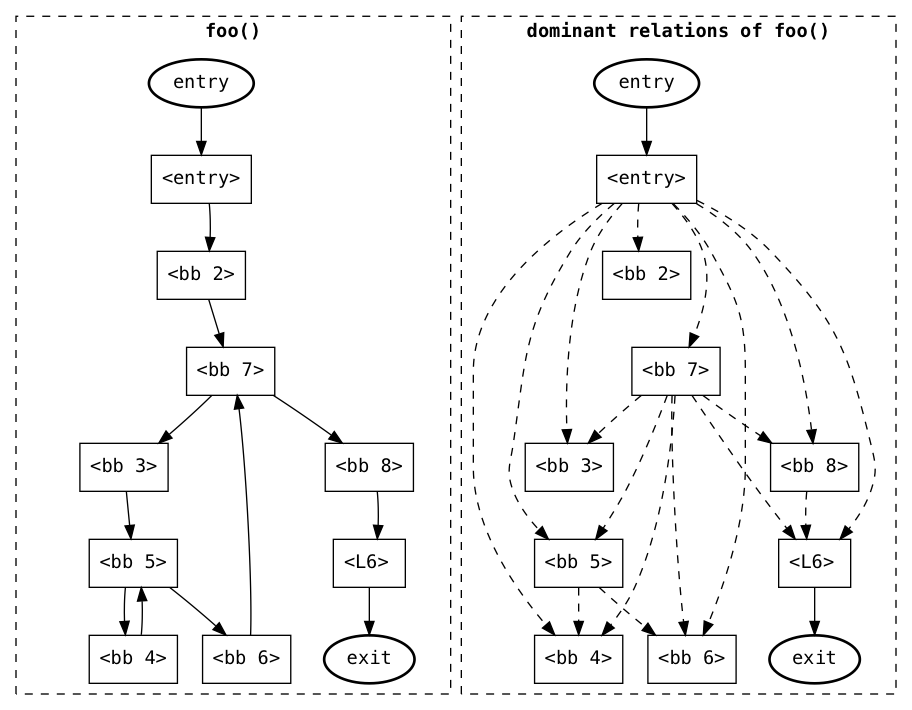 foo()
entry
<entry>
<bb 2>
<bb 7>
<bb 3>
<bb 8>
<bb 5>
<L6>
<bb 4>
<bb 6>
exit
dominant relations of foo()
entry
<entry>
<bb 2>
<bb 7>
<bb 3>
<bb 8>
<bb 5>
<L6>
<bb 4>
<bb 6>
exit